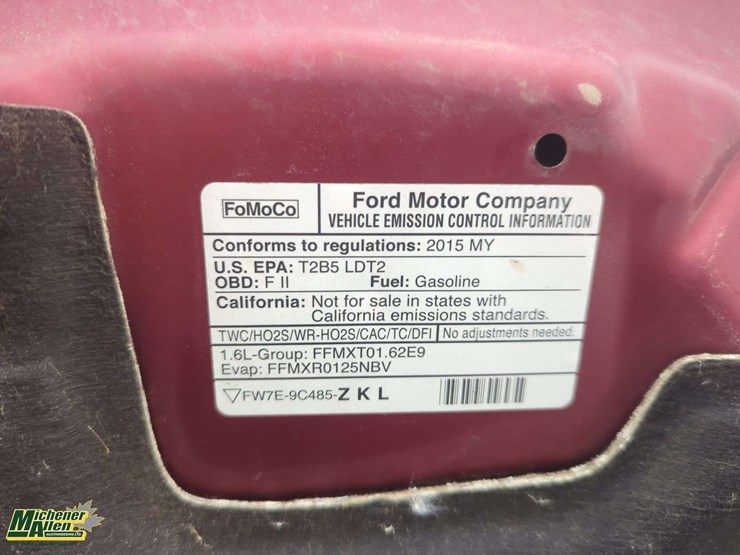 FoMoCo
Ford Motor Company
VEHICLE EMISSION CONTROL INFORMATION
Conforms to regulations: 2015 MY
U.S. EPA: T2B5 LDT2
OBD: F II Fuel: Gasoline
California: Not for sale in states with
California emissions standards.
TWC/HO2S/WR-HO2S/CAC/TC/DFI No adjustments needed.
1.6L-Group: FFMXT01.62E9
Evap: FFMXR0125NBV
FW7E-9C485-Z K L
Michener
Allen
AUCTIONEERING LTD